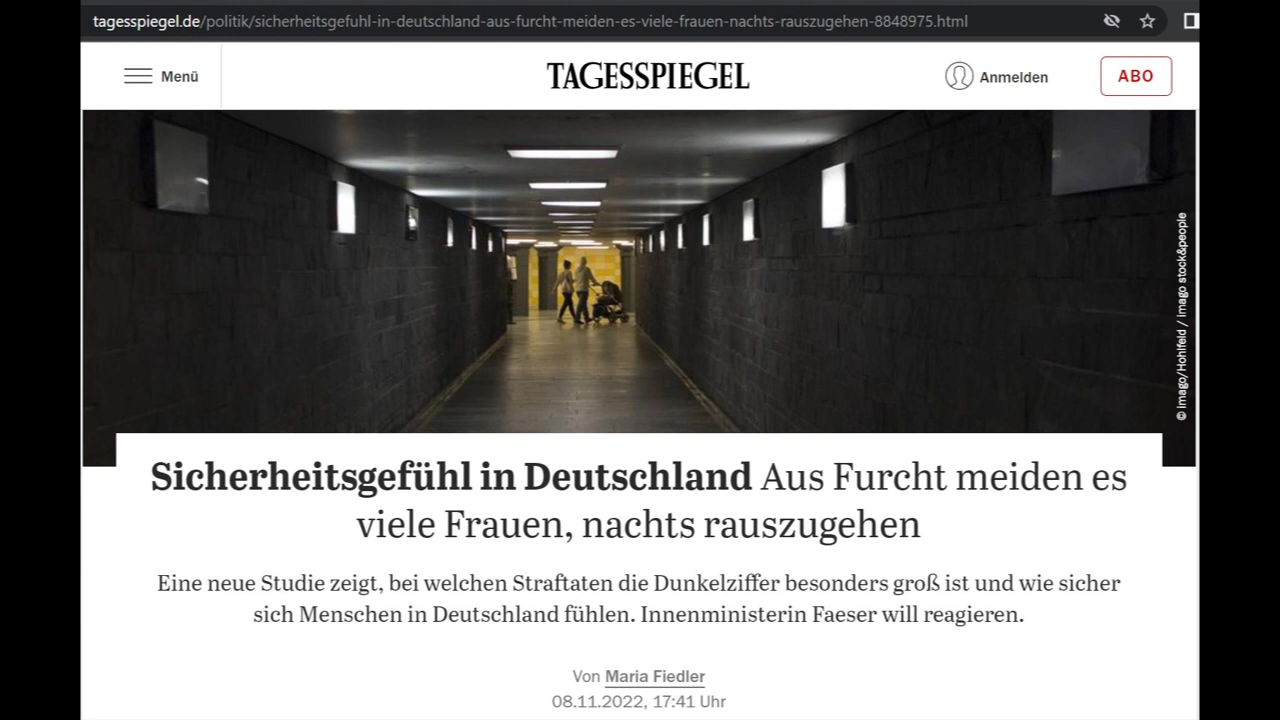 tagesspiegel.de/politik/sicherheitsgefuhl-in-deutschland-aus-furcht-meiden-es-viele-frauen-nachts-rauszugehen-8848975.html
Menü
TAGESSPIEGEL
Anmelden
ABO
© imago/Hohlfeld / imago stock&people
Sicherheitsgefühl in Deutschland Aus Furcht meiden es
viele Frauen, nachts rauszugehen
Eine neue Studie zeigt, bei welchen Straftaten die Dunkelziffer besonders groß ist und wie sicher
sich Menschen in Deutschland fühlen. Innenministerin Faeser will reagieren.
Von Maria Fiedler
08.11.2022, 17:41 Uhr